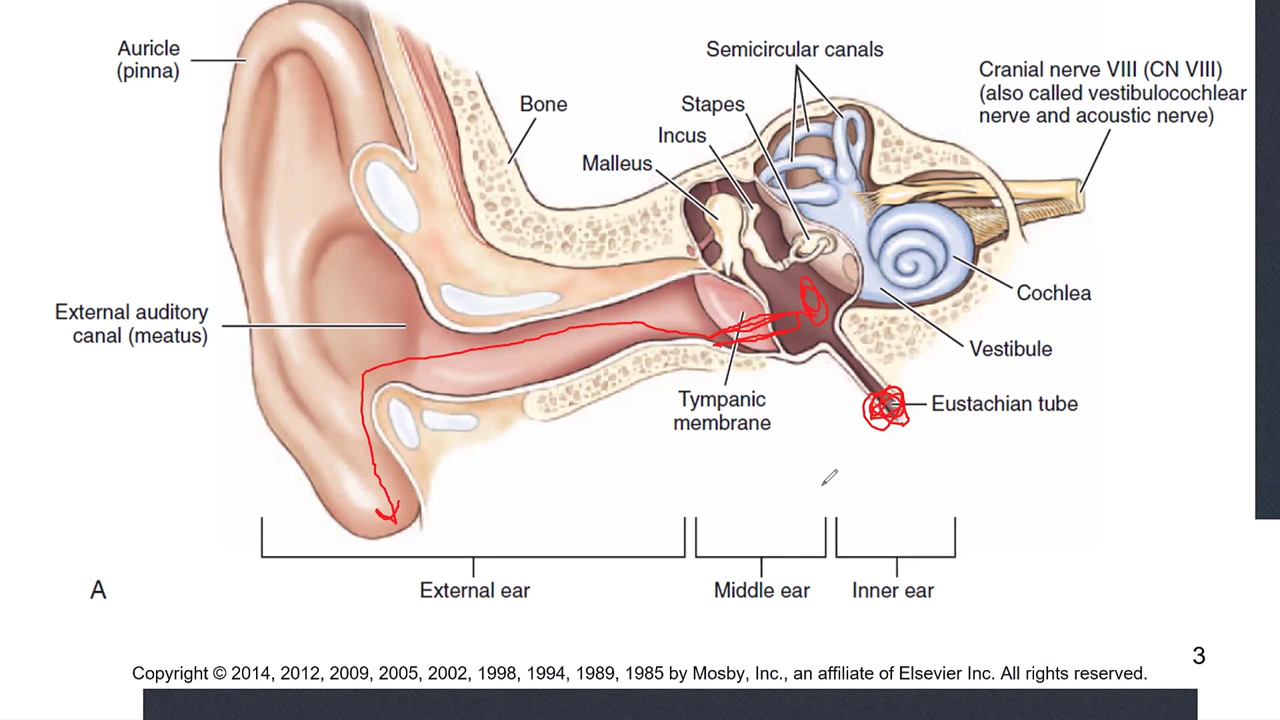 Semicircular canals
Auricle
(pinna)
Cranial nerve VIII (CN VIII)
(also called vestibulocochlear
nerve and acoustic nerve)
Bone
Stapes
Incus
Malleus
External auditory
canal (meatus)
Cochlea
Vestibule
Tympanic
membrane
Eustachian tube
A
External ear
Middle ear
Inner ear
3
Copyright © 2014, 2012, 2009, 2005, 2002, 1998, 1994, 1989, 1985 by Mosby, Inc., an affiliate of Elsevier Inc. All rights reserved.